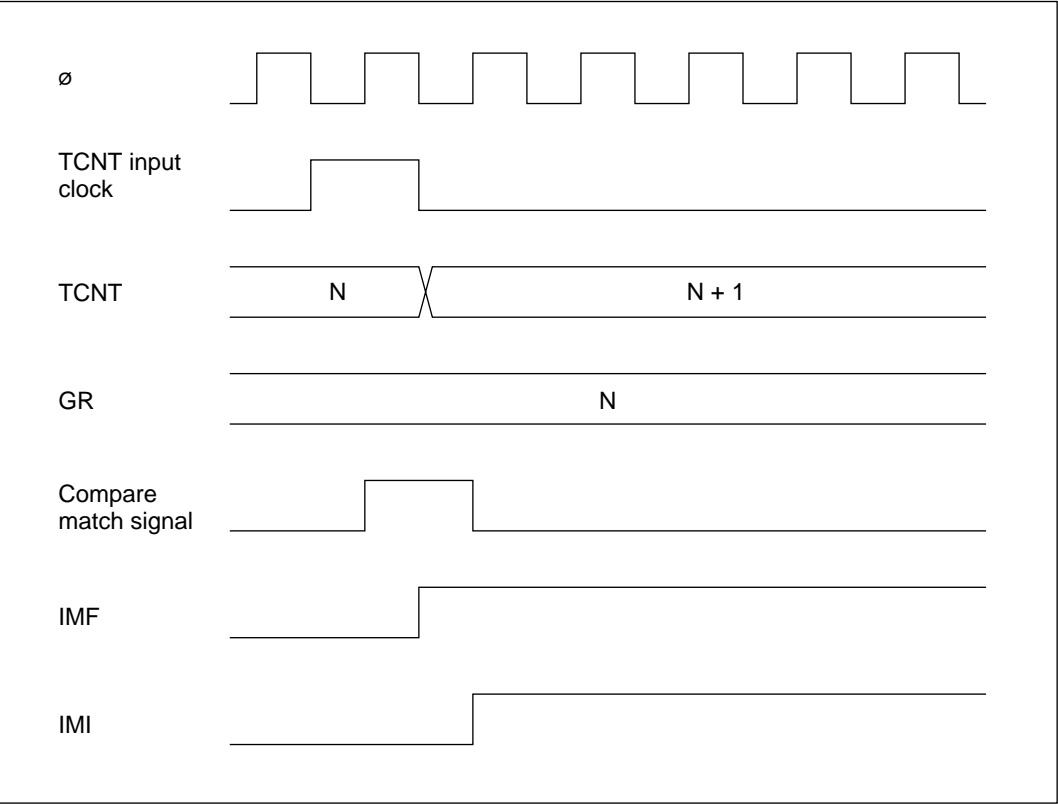 ø
TCNT input
clock
TCNT
N
N + 1
GR
N
Compare
match signal
IMF
IMI